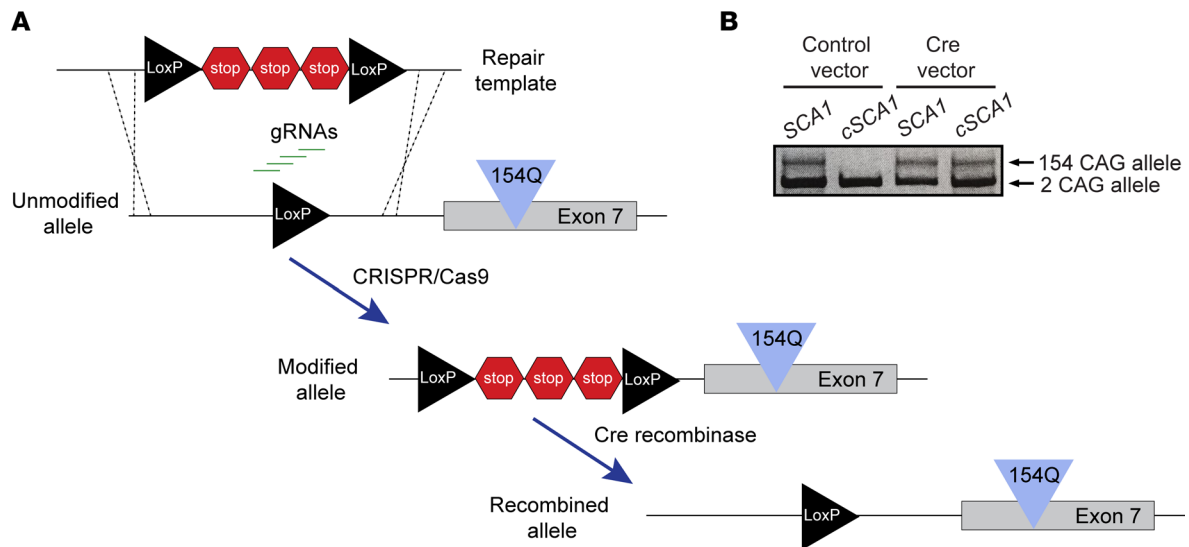 A
LoxP stop stop stop LoxP
Repair
template
gRNAs
Unmodified
allele
LoxP
154Q
Exon 7
CRISPR/Cas9
Modified
allele
LoxP stop stop stop LoxP
154Q
Exon 7
Cre recombinase
Recombined
allele
LoxP
154Q
Exon 7
B
Control
vector
Cre
vector
SCA1 cSCA1 SCA1 cSCA1
154 CAG allele
2 CAG allele